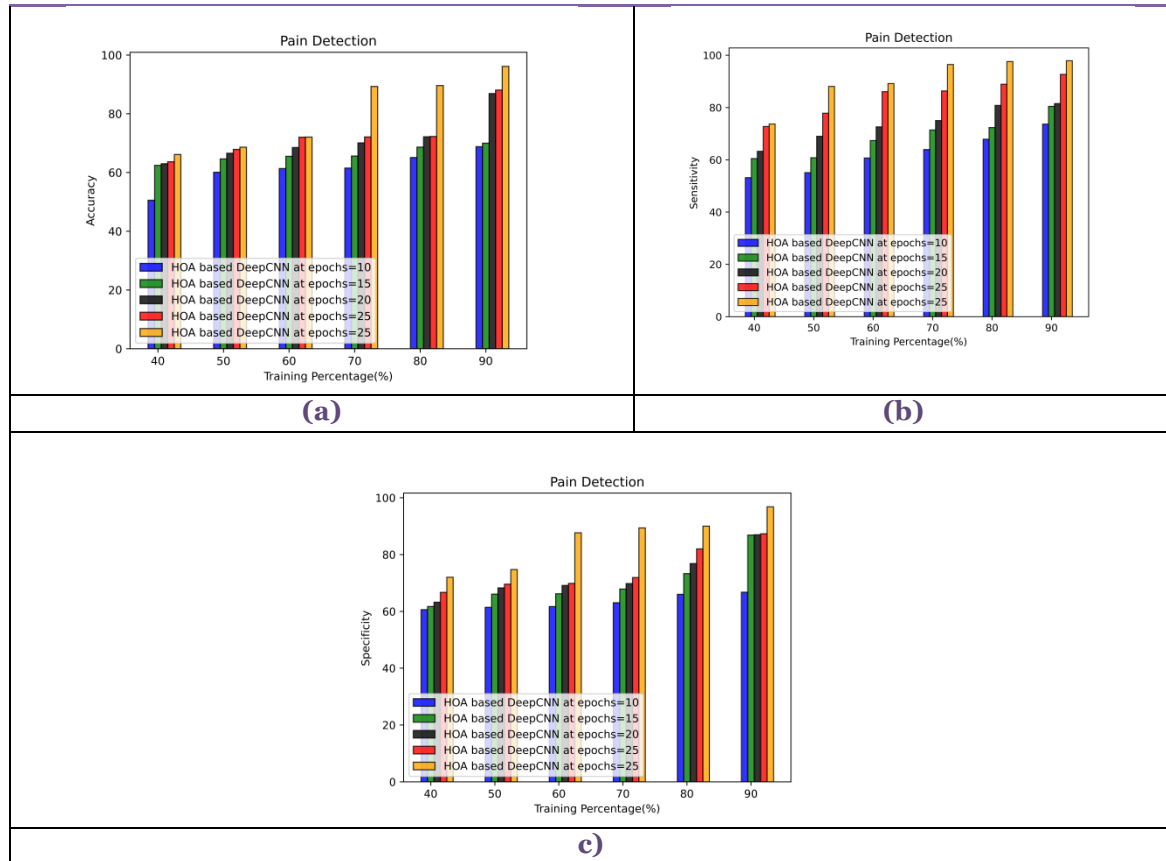 Pain Detection
100
80
60
40
20
0
Accuracy
HOA based DeepCNN at epochs=10
HOA based DeepCNN at epochs=15
HOA based DeepCNN at epochs=20
HOA based DeepCNN at epochs=25
HOA based DeepCNN at epochs=25
40 50 60 70 80 90
Training Percentage(%)
(a)
Pain Detection
100
80
60
40
20
0
Sensitivity
HOA based DeepCNN at epochs=10
HOA based DeepCNN at epochs=15
HOA based DeepCNN at epochs=20
HOA based DeepCNN at epochs=25
HOA based DeepCNN at epochs=25
40 50 60 70 80 90
Training Percentage(%)
(b)
Pain Detection
100
80
60
40
20
0
Specificity
HOA based DeepCNN at epochs=10
HOA based DeepCNN at epochs=15
HOA based DeepCNN at epochs=20
HOA based DeepCNN at epochs=25
HOA based DeepCNN at epochs=25
40 50 60 70 80 90
Training Percentage(%)
c)